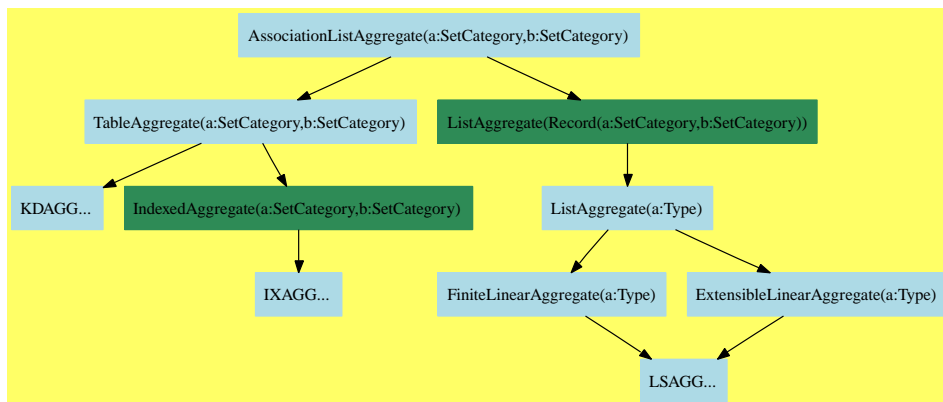 AssociationListAggregate(a:SetCategory,b:SetCategory)
TableAggregate(a:SetCategory,b:SetCategory)
ListAggregate(Record(a:SetCategory,b:SetCategory))
KDAGG...
IndexedAggregate(a:SetCategory,b:SetCategory)
ListAggregate(a:Type)
IXAGG...
FiniteLinearAggregate(a:Type)
ExtensibleLinearAggregate(a:Type)
LSAGG...